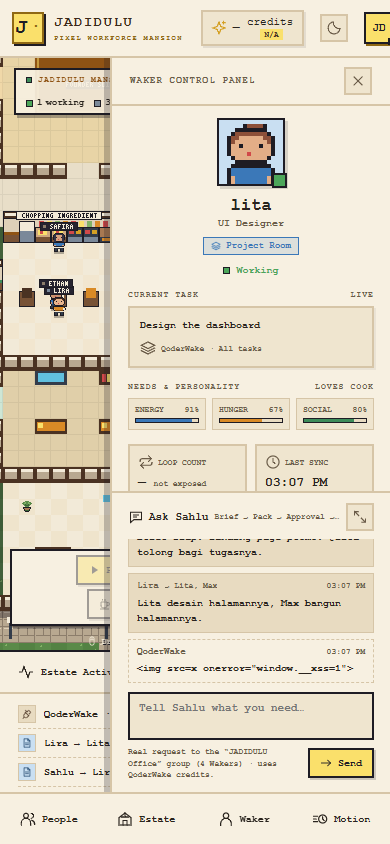 J
JADIDULU
PIXEL WORKFORCE MANSION
— credits
N/A
JD
JADIDULU MAN
1 working
3
CHOPPING INGREDIENT
SAFIRA
ETHAN
LIRA
Estate Activ
QoderWake ·
Lira → Lita
Sahlu → Lir
WAKER CONTROL PANEL
lita
UI Designer
Project Room
Working
CURRENT TASK
LIVE
Design the dashboard
QoderWake · All tasks
NEEDS & PERSONALITY
LOVES COOK
ENERGY 91%
HUNGER 67%
SOCIAL 80%
LOOP COUNT
— not exposed
LAST SYNC
03:07 PM
Ask Sahlu
Brief → Pack → Approval →…
tolong bagi tugasnya.
Lira → Lita, Max
03:07 PM
Lita desain halamannya, Max bangun
halamannya.
QoderWake
03:07 PM
<img src=x onerror="window.__xss=1">
Tell Sahlu what you need…
Real request to the "JADIDULU
Office" group (4 Wakers) · uses
QoderWake credits.
Send
People
Estate
Waker
Motion